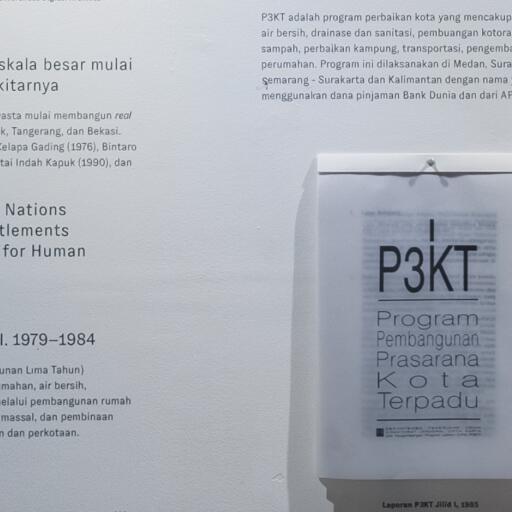 skala besar mulai
kitarnya
asta mulai membangun real
k, Tangerang, dan Bekasi.
Kelapa Gading (1976), Bintaro
tai Indah Kapuk (1990), dan
Nations
tlements
for Human
I. 1979–1984
unan Lima Tahun)
umahan, air bersih,
elalui pembangunan rumah
massal, dan pembinaan
n dan perkotaan.
P3KT adalah program perbaikan kota yang mencakup
air bersih, drainase dan sanitasi, pembuangan kotora
sampah, perbaikan kampung, transportasi, pengemba
perumahan. Program ini dilaksanakan di Medan, Sura
Semarang - Surakarta dan Kalimantan dengan nama y
menggunakan dana pinjaman Bank Dunia dan dari AP
P3KT
Program
Pembangunan
Prasarana
Kota
Terpadu
Laporan P3KT Jilid I, 1985